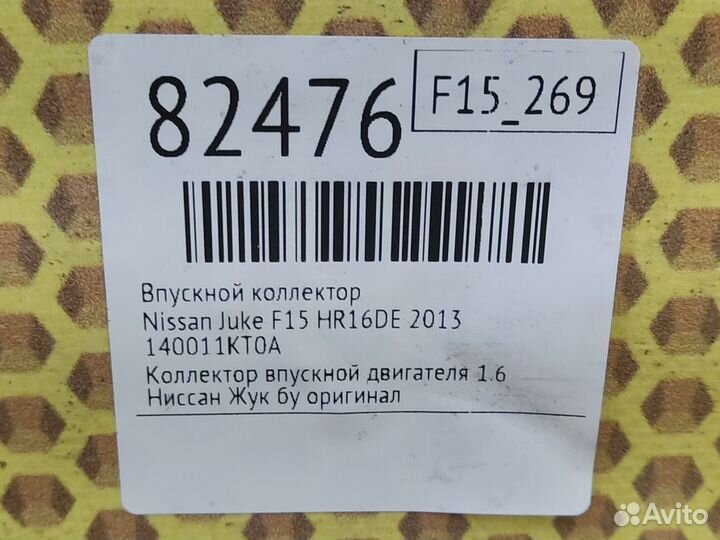 82476
F15_269
Впускной коллектор
Nissan Juke F15 HR16DE 2013
140011KT0A
Коллектор впускной двигателя 1.6
Ниссан Жук бу оригинал
Avito